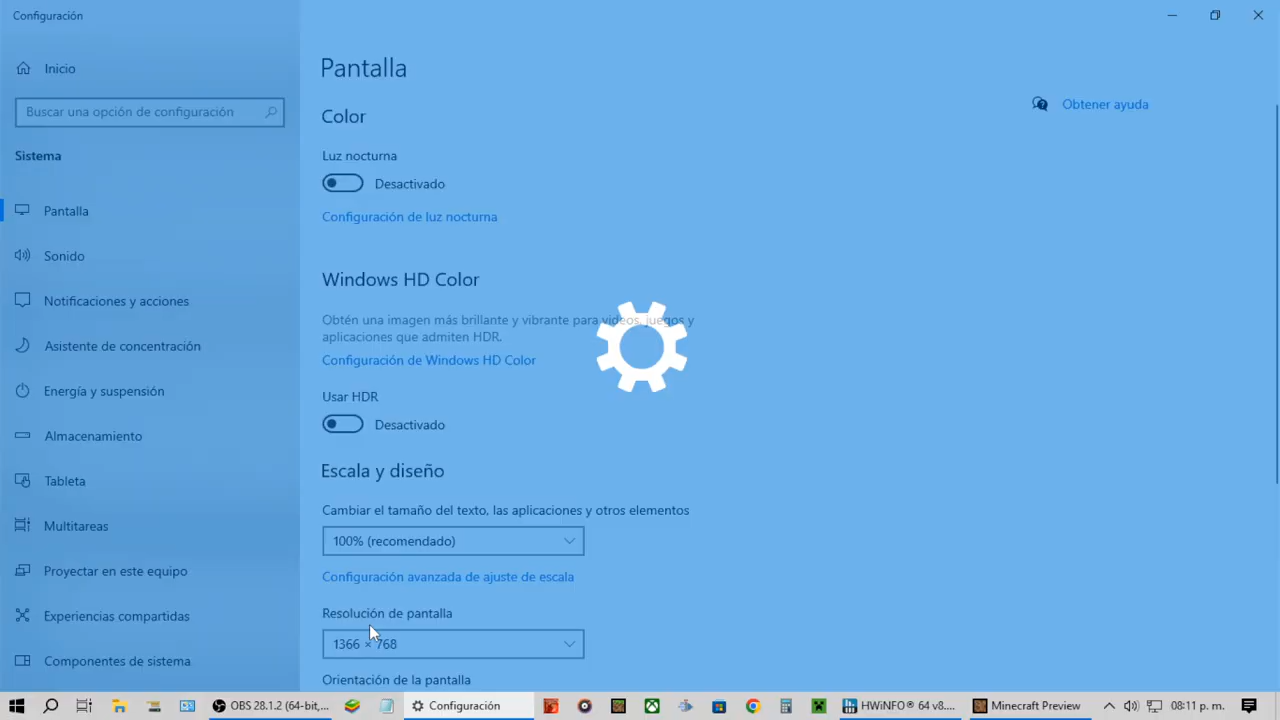 Configuración
Inicio
Buscar una opción de configuración
Sistema
Pantalla
Sonido
Notificaciones y acciones
Asistente de concentración
Energía y suspensión
Almacenamiento
Tableta
Multitareas
Proyectar en este equipo
Experiencias compartidas
Componentes de sistema
Pantalla
Color
Luz nocturna
Desactivado
Configuración de luz nocturna
Windows HD Color
Obtén una imagen más brillante y vibrante para videos, juegos y
aplicaciones que admiten HDR.
Configuración de Windows HD Color
Usar HDR
Desactivado
Escala y diseño
Cambiar el tamaño del texto, las aplicaciones y otros elementos
100% (recomendado)
Configuración avanzada de ajuste de escala
Resolución de pantalla
1366 × 768
Orientación de la pantalla
Obtener ayuda
OBS 28.1.2 (64-bit,...
Configuración
HWiNFO® 64 v8....
Minecraft Preview
08:11 p. m.